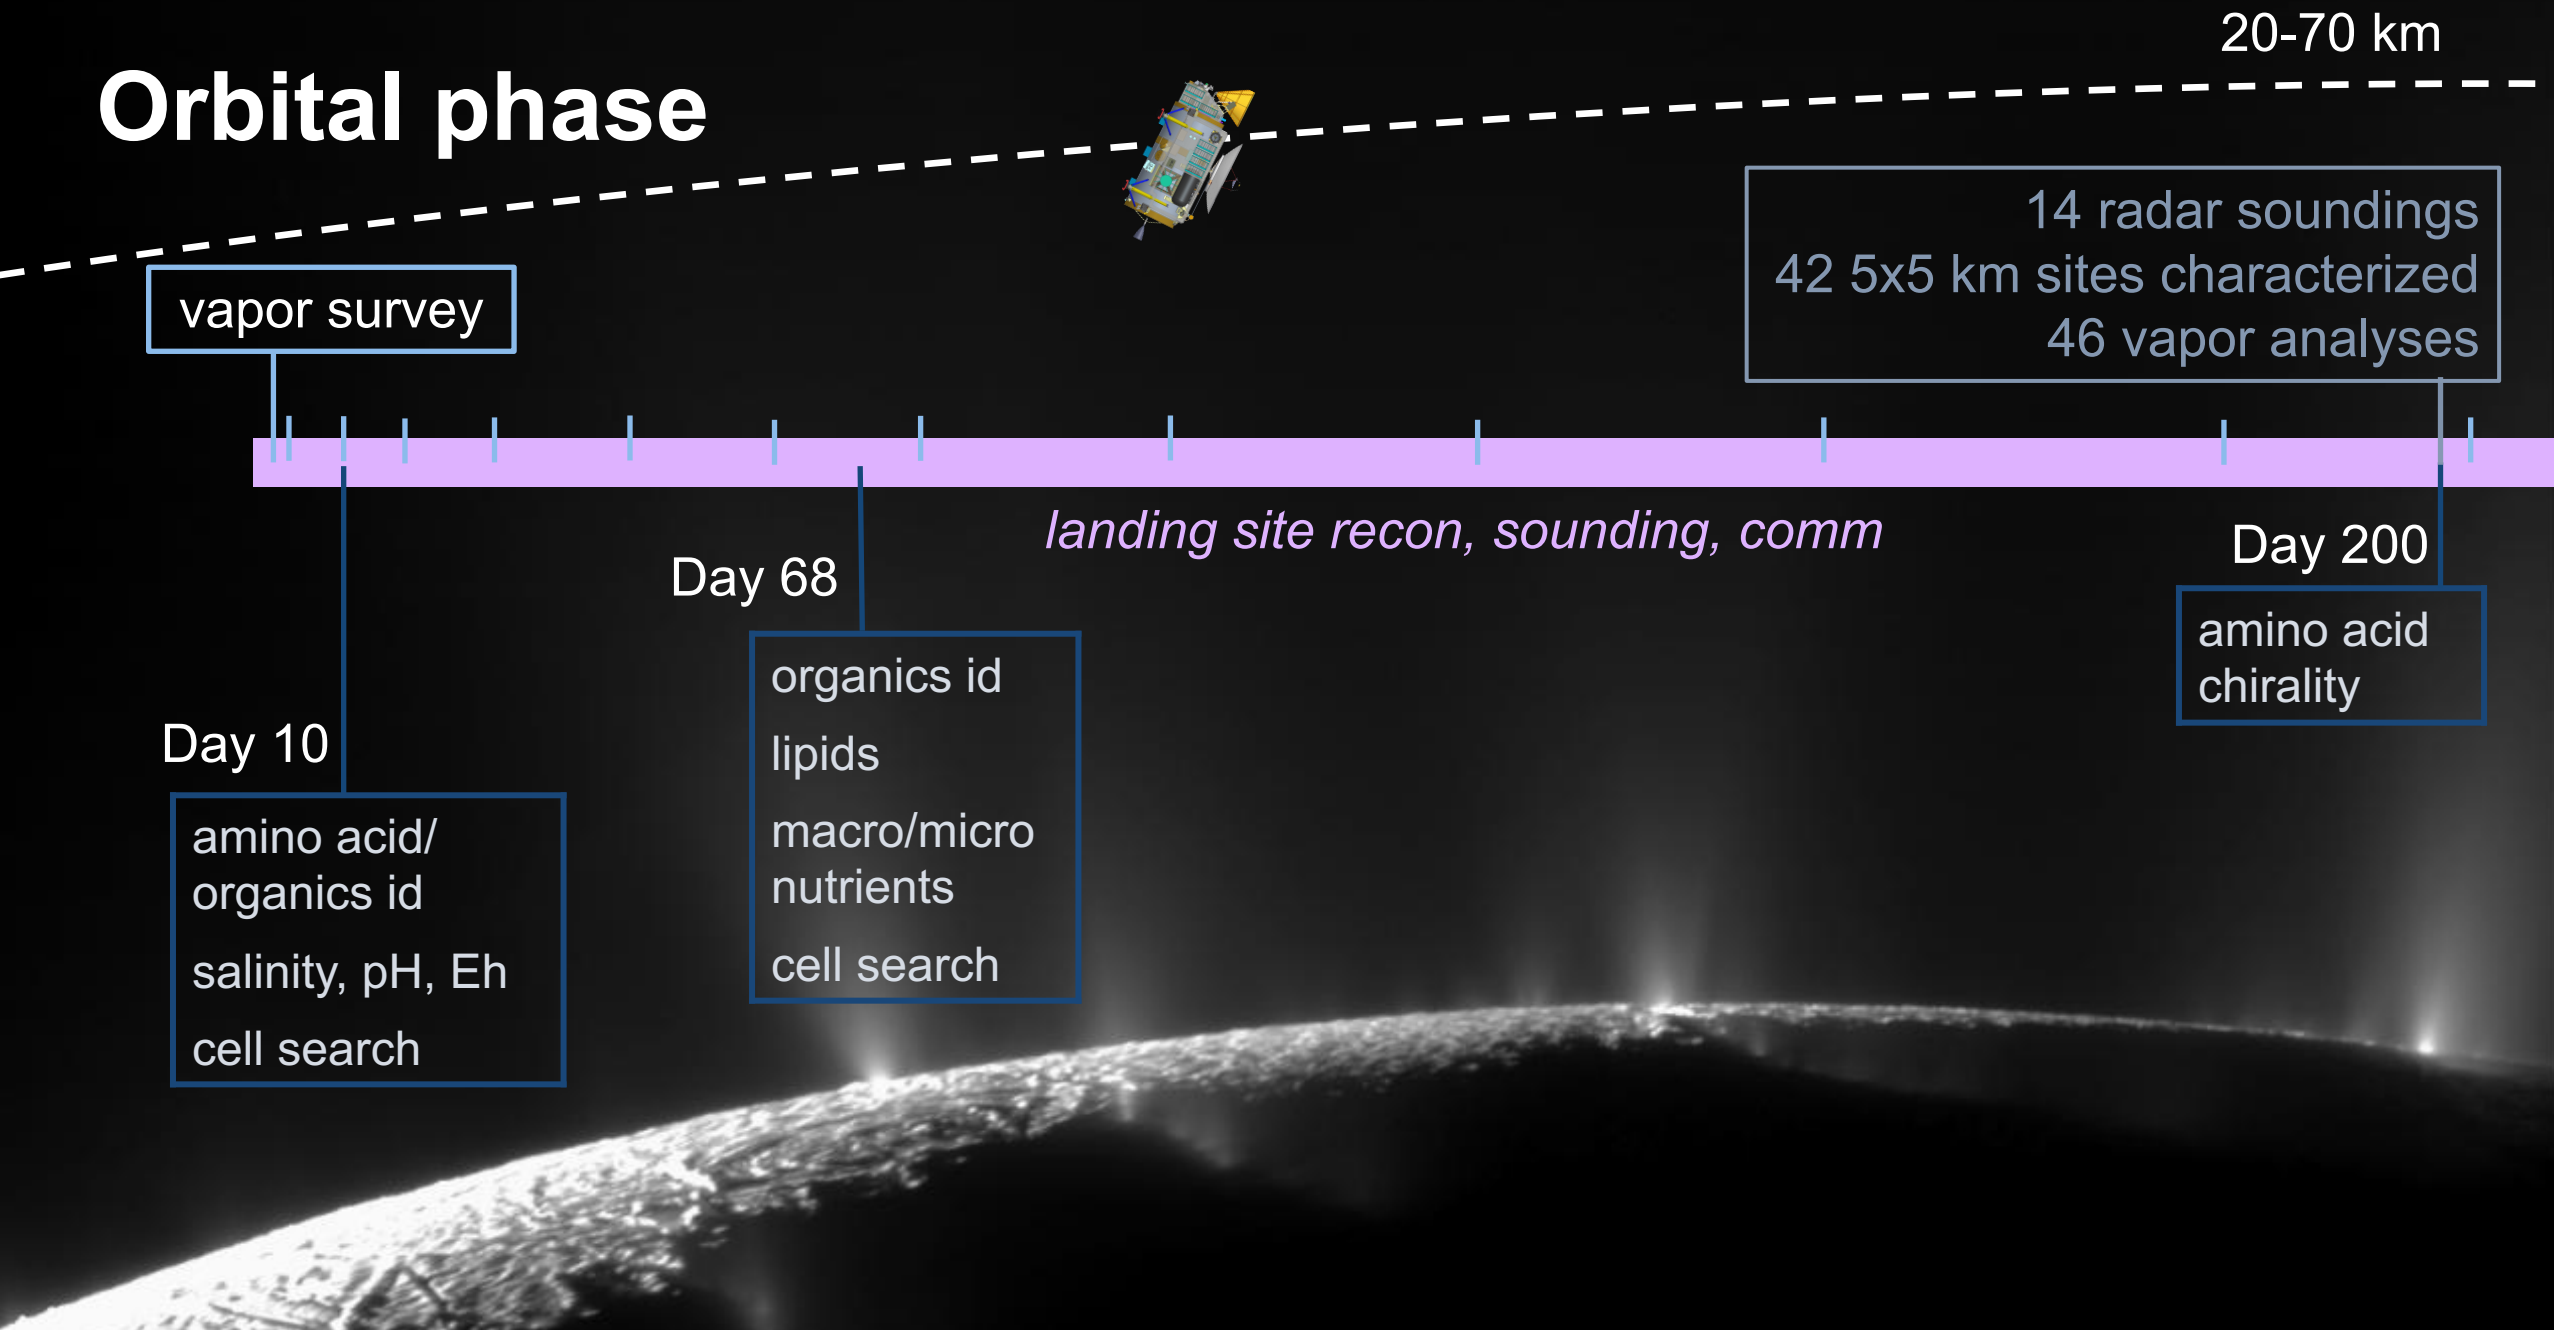 20-70 km
Orbital phase
14 radar soundings
42 5x5 km sites characterized
46 vapor analyses
vapor survey
landing site recon, sounding, comm
Day 10
amino acid/
organics id
salinity, pH, Eh
cell search
Day 68
organics id
lipids
macro/micro
nutrients
cell search
Day 200
amino acid
chirality